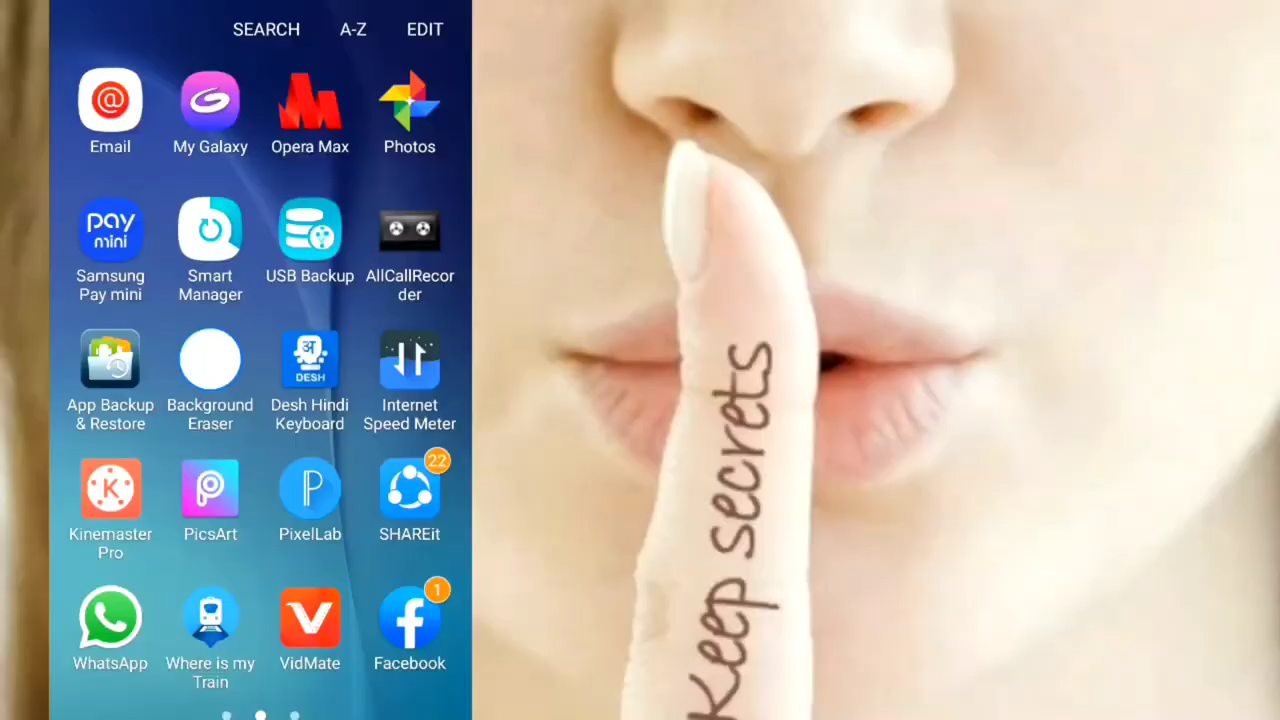 SEARCH A-Z EDIT
@
Email My Galaxy Opera Max Photos
pay
mini
Samsung
Pay mini
Smart
Manager
USB Backup
AllCallRecor
der
अ
DESH
App Backup
& Restore
Background
Eraser
Desh Hindi
Keyboard
Internet
Speed Meter
22
K
Kinemaster
Pro
PicsArt
PixelLab
SHAREit
1
WhatsApp
Where is my
Train
VidMate
Facebook
Keep secrets